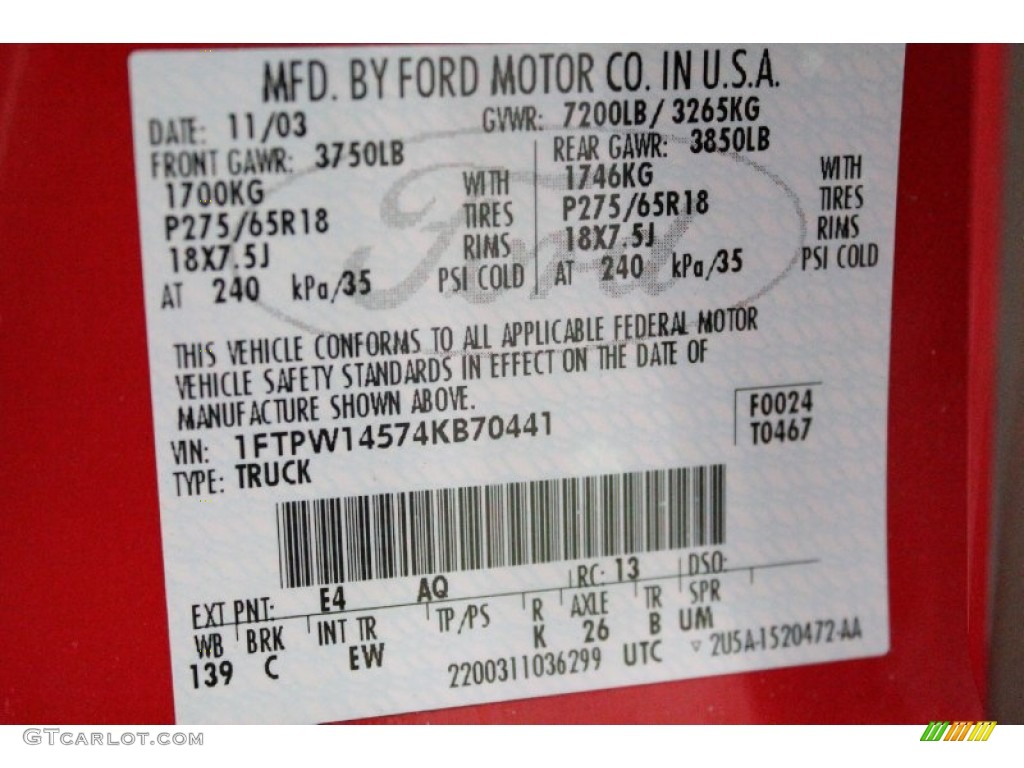 MFD. BY FORD MOTOR CO. IN U.S.A.
DATE: 11/03 GVWR: 7200LB/ 3265KG
FRONT GAWR: 3750LB REAR GAWR: 3850LB
1700KG WITH 1746KG WITH
P275/65R18 TIRES P275/65R18 TIRES
18X7.5J RIMS 18X7.5J RIMS
AT 240 kPa/35 PSI COLD AT 240 kPa/35 PSI COLD
Ford
THIS VEHICLE CONFORMS TO ALL APPLICABLE FEDERAL MOTOR
VEHICLE SAFETY STANDARDS IN EFFECT ON THE DATE OF
MANUFACTURE SHOWN ABOVE.
VIN: 1FTPW14574KB70441 F0024
TYPE: TRUCK T0467
EXT PNT: E4 AQ RC: 13 DSO:
WB BRK INT TR TP/PS R AXLE TR SPR
139 C EW K 26 B UM
2200311036299 UTC ▿ 2U5A-1520472-AA
GTCARLOT.COM